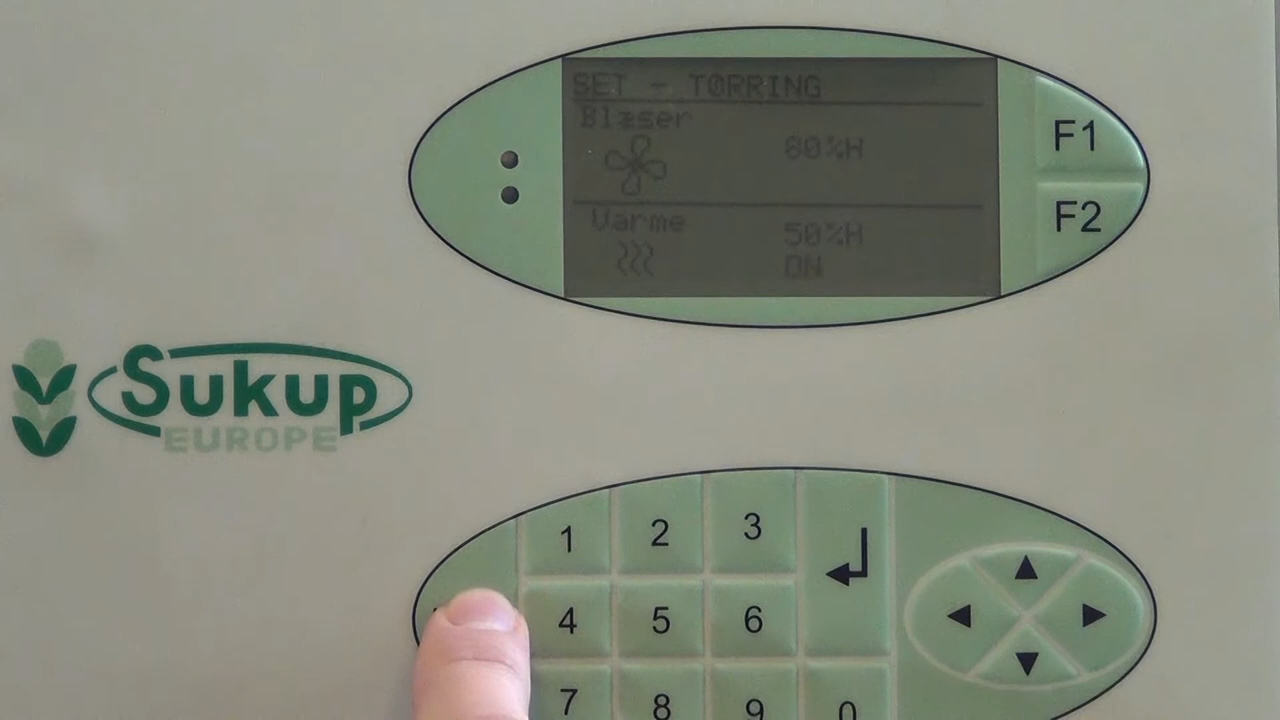 SET - TØRRING
Blæser
80%H
Varme
50%H
ON
F1
F2
Sukup
EUROPE
1 2 3
4 5 6
7 8 9 0